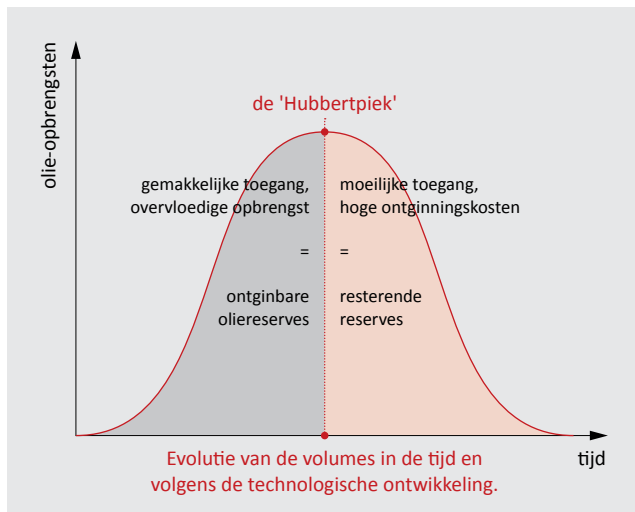 olie-opbrengsten
de 'Hubbertpiek'
gemakkelijke toegang,
overvloedige opbrengst
=
ontginbare
oliereserves
moeilijke toegang,
hoge ontginningskosten
=
resterende
reserves
tijd
Evolutie van de volumes in de tijd en
volgens de technologische ontwikkeling.